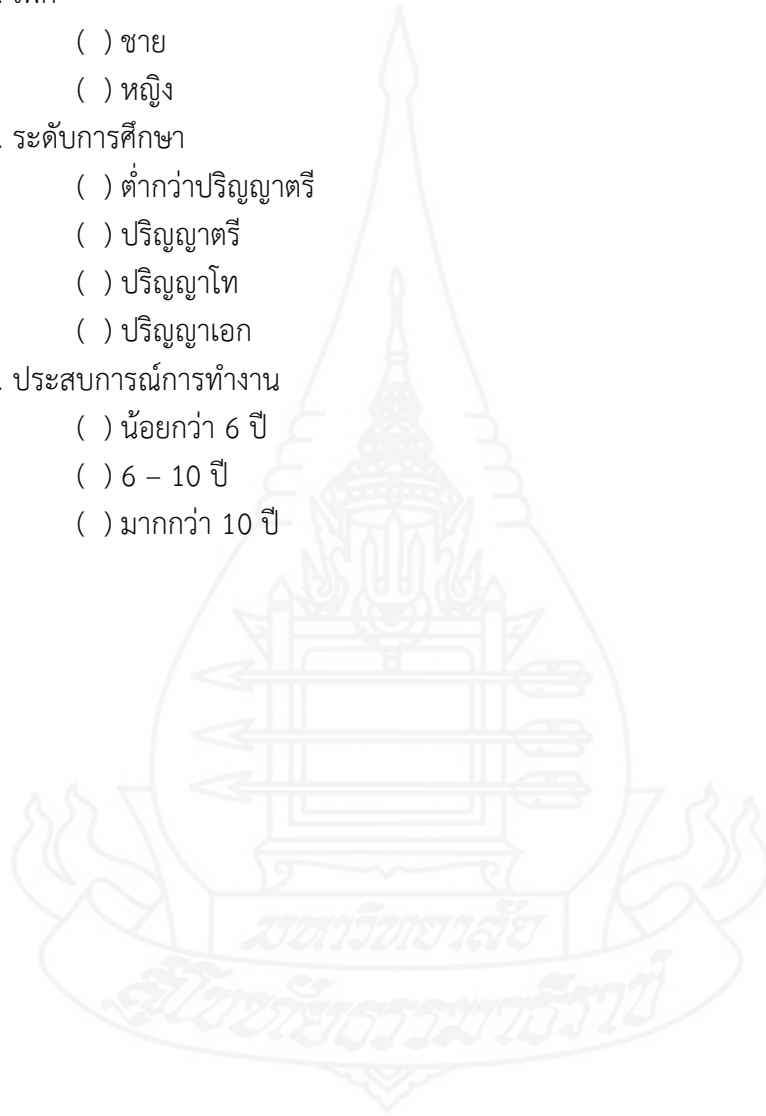 ( ) ชาย
( ) หญิง
. ระดับการศึกษา
( ) ต่ำกว่าปริญญาตรี
( ) ปริญญาตรี
( ) ปริญญาโท
( ) ปริญญาเอก
. ประสบการณ์การทำงาน
( ) น้อยกว่า 6 ปี
( ) 6 – 10 ปี
( ) มากกว่า 10 ปี
มหาวิทยาลัย
สุโขทัยธรรมาธิราช